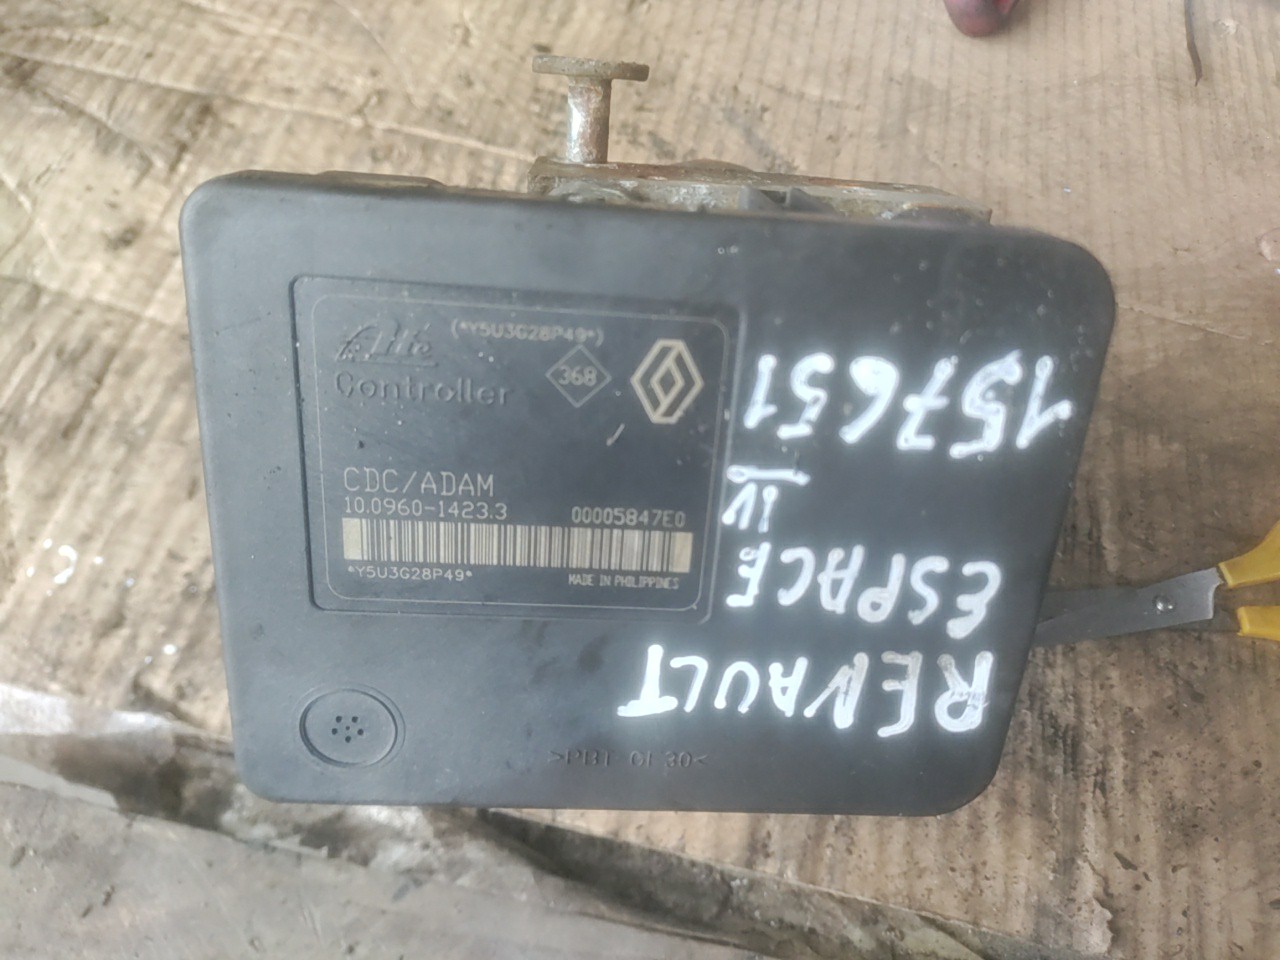 Ate
Controller
(*Y5U3G28P49*)
368
CDC/ADAM
10.0960-1423.3 00005847E0
*Y5U3G28P49* MADE IN PHILIPPINES
>PBT GF30<
RENAULT
ESPACE IV
157651